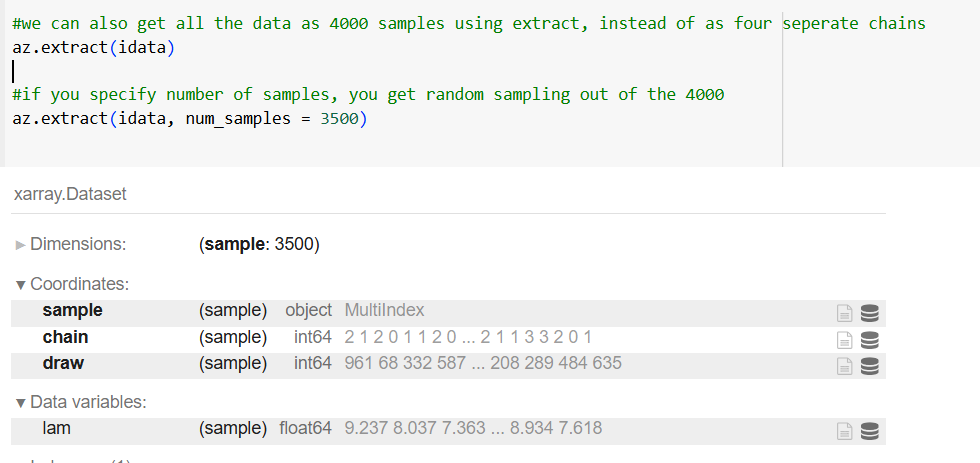 #we can also get all the data as 4000 samples using extract, instead of as four seperate chains
az.extract(idata)
#if you specify number of samples, you get random sampling out of the 4000
az.extract(idata, num_samples = 3500)
xarray.Dataset
► Dimensions: (sample: 3500)
▼ Coordinates:
sample (sample) object MultiIndex
chain (sample) int64 2 1 2 0 1 1 2 0 ... 2 1 1 3 3 2 0 1
draw (sample) int64 961 68 332 587 ... 208 289 484 635
▼ Data variables:
lam (sample) float64 9.237 8.037 7.363 ... 8.934 7.618